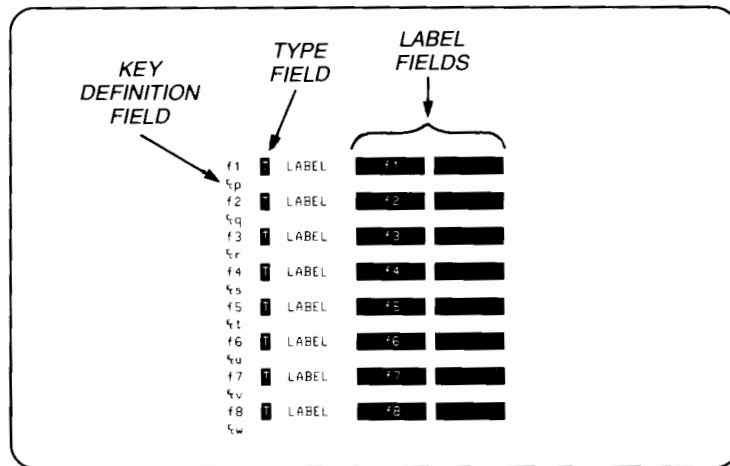 KEY
DEFINITION
FIELD
TYPE
FIELD
LABEL
FIELDS
f1 T LABEL f1
␛p
f2 T LABEL f2
␛q
f3 T LABEL f3
␛r
f4 T LABEL f4
␛s
f5 T LABEL f5
␛t
f6 T LABEL f6
␛u
f7 T LABEL f7
␛v
f8 T LABEL f8
␛w